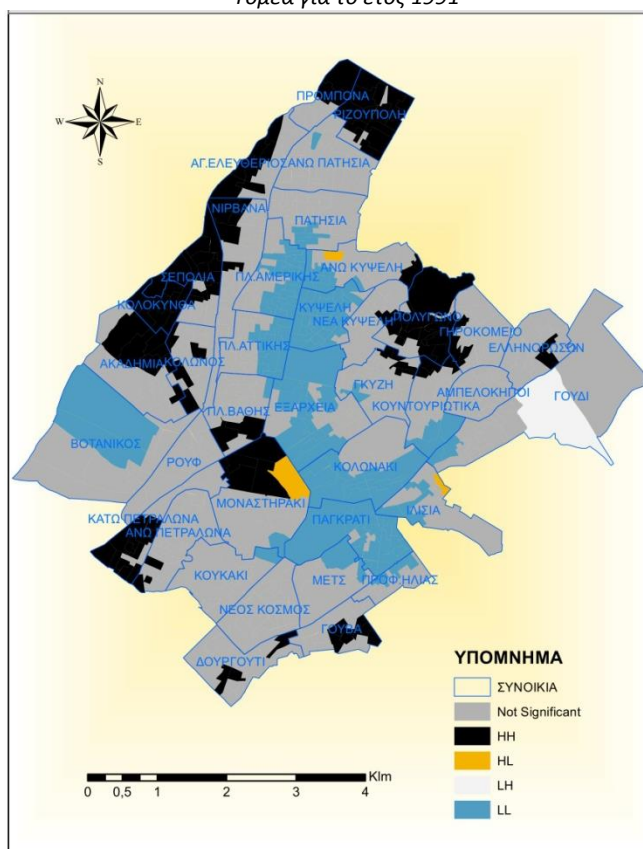 Τομέα για το έτος 1991
N
W E
S
ΠΡΟΜΠΟΝΑ
ΡΙΖΟΥΠΟΛΗ
ΑΓ.ΕΛΕΥΘΕΡΙΟΣ
ΑΝΩ ΠΑΤΗΣΙΑ
ΝΙΡΒΑΝΑ
ΠΑΤΗΣΙΑ
ΣΕΠΟΛΙΑ
ΠΛ.ΑΜΕΡΙΚΗΣ
ΑΝΩ ΚΥΨΕΛΗ
ΚΟΛΟΚΥΝΘΑ
ΚΥΨΕΛΗ
ΝΕΑ ΚΥΨΕΛΗ
ΠΟΛΥΓΩΝΟ
ΓΗΡΟΚΟΜΕΙΟ
ΕΛΛΗΝΟΡΩΣΩΝ
ΑΚΑΔΗΜΙΑ
ΚΟΛΩΝΟΣ
ΠΛ.ΑΤΤΙΚΗΣ
ΓΚΥΖΗ
ΑΜΠΕΛΟΚΗΠΟΙ
ΓΟΥΔΙ
ΠΛ.ΒΑΘΗΣ
ΕΞΑΡΧΕΙΑ
ΚΟΥΝΤΟΥΡΙΩΤΙΚΑ
ΒΟΤΑΝΙΚΟΣ
ΡΟΥΦ
ΚΟΛΩΝΑΚΙ
ΜΟΝΑΣΤΗΡΑΚΙ
ΙΛΙΣΙΑ
ΚΑΤΩ ΠΕΤΡΑΛΩΝΑ
ΑΝΩ ΠΕΤΡΑΛΩΝΑ
ΠΑΓΚΡΑΤΙ
ΚΟΥΚΑΚΙ
ΜΕΤΣ
ΠΡΟΦ.ΗΛΙΑΣ
ΝΕΟΣ ΚΟΣΜΟΣ
ΓΟΥΒΑ
ΔΟΥΡΓΟΥΤΙ
ΥΠΟΜΝΗΜΑ
ΣΥΝΟΙΚΙΑ
Not Significant
HH
HL
LH
LL
Klm
0 0,5 1 2 3 4